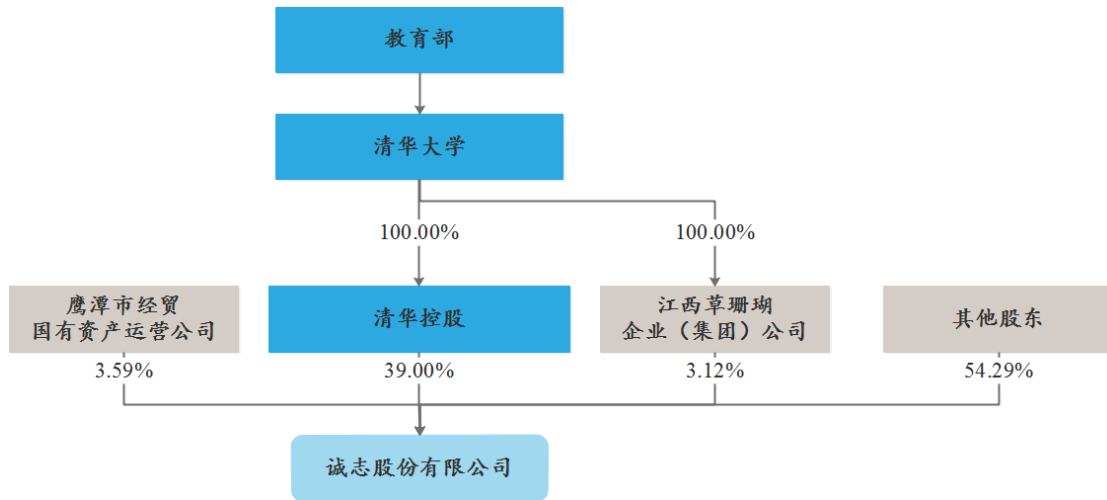 教育部
清华大学
100.00%
100.00%
鹰潭市经贸
国有资产运营公司
清华控股
江西草珊瑚
企业（集团）公司
其他股东
3.59%
39.00%
3.12%
54.29%
诚志股份有限公司